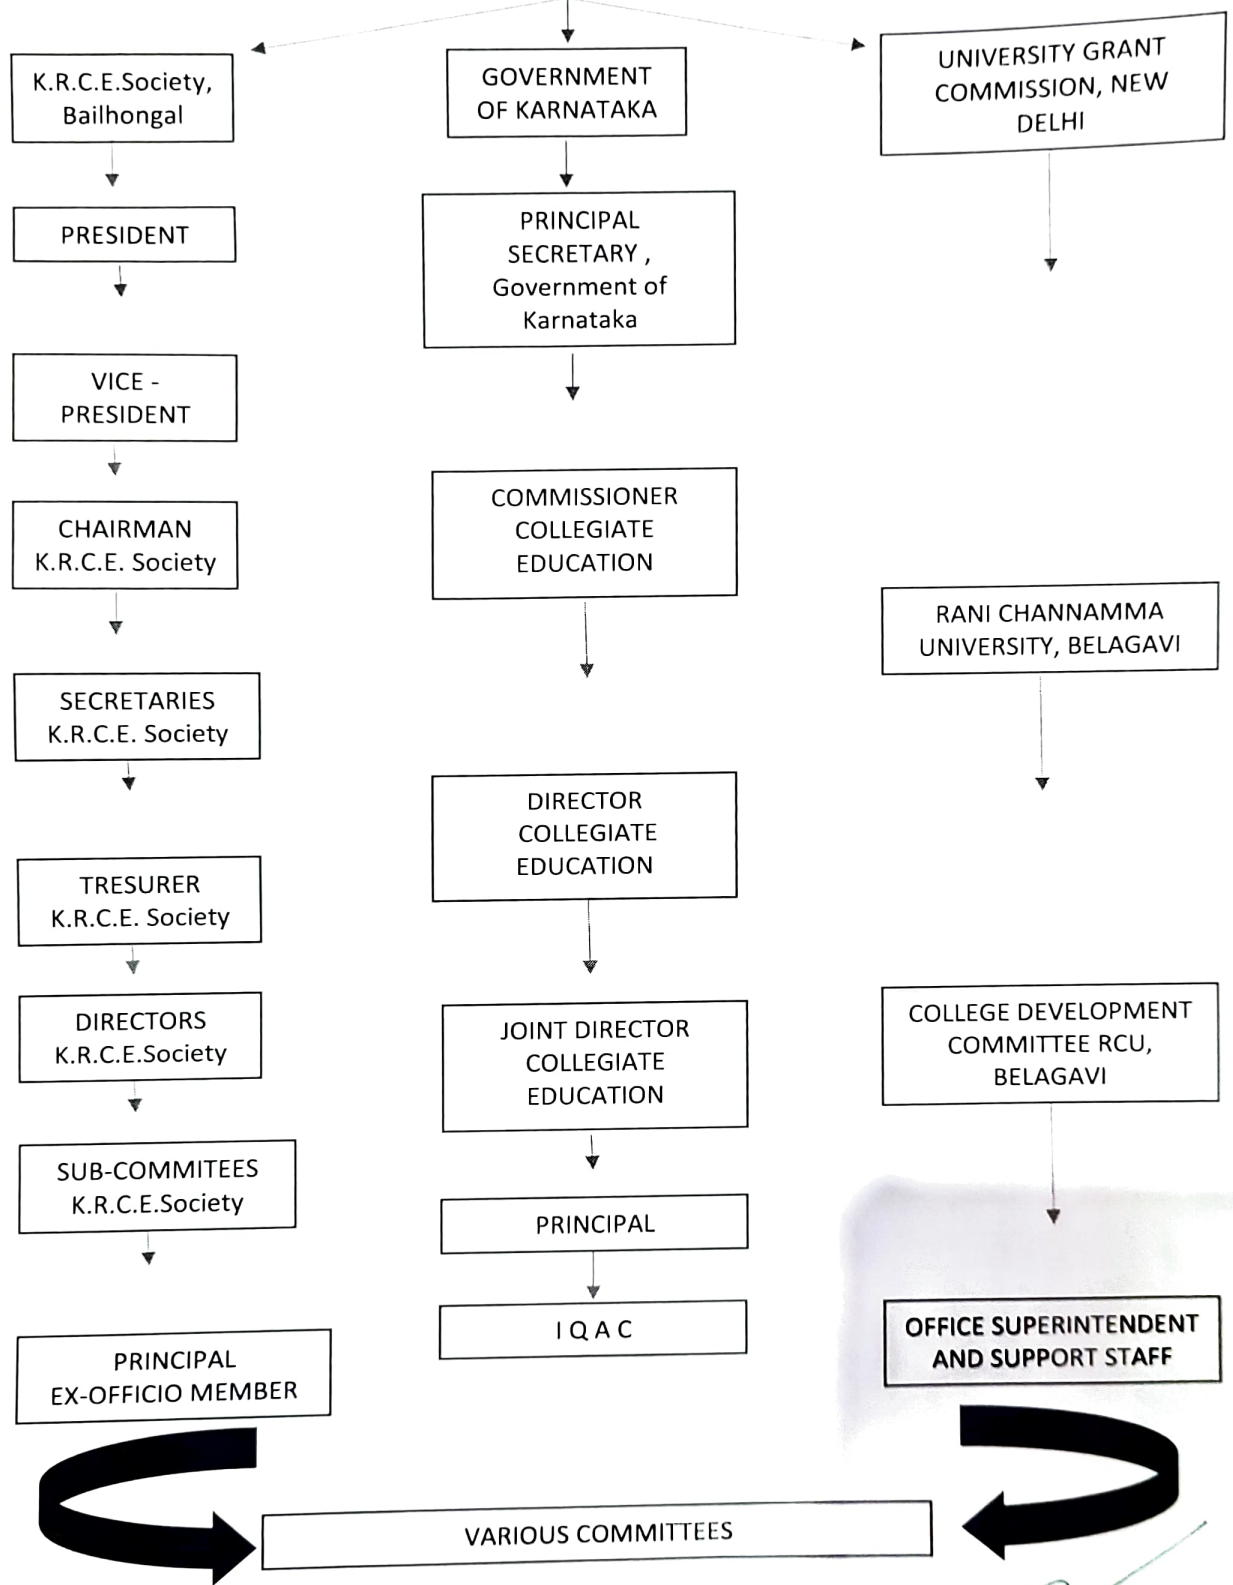 K.R.C.E.Society,
Bailhongal
PRESIDENT
VICE -
PRESIDENT
CHAIRMAN
K.R.C.E. Society
SECRETARIES
K.R.C.E. Society
TRESURER
K.R.C.E. Society
DIRECTORS
K.R.C.E.Society
SUB-COMMITEES
K.R.C.E.Society
PRINCIPAL
EX-OFFICIO MEMBER
GOVERNMENT
OF KARNATAKA
PRINCIPAL
SECRETARY ,
Government of
Karnataka
COMMISSIONER
COLLEGIATE
EDUCATION
DIRECTOR
COLLEGIATE
EDUCATION
JOINT DIRECTOR
COLLEGIATE
EDUCATION
PRINCIPAL
I Q A C
UNIVERSITY GRANT
COMMISSION, NEW
DELHI
RANI CHANNAMMA
UNIVERSITY, BELAGAVI
COLLEGE DEVELOPMENT
COMMITTEE RCU,
BELAGAVI
OFFICE SUPERINTENDENT
AND SUPPORT STAFF
VARIOUS COMMITTEES